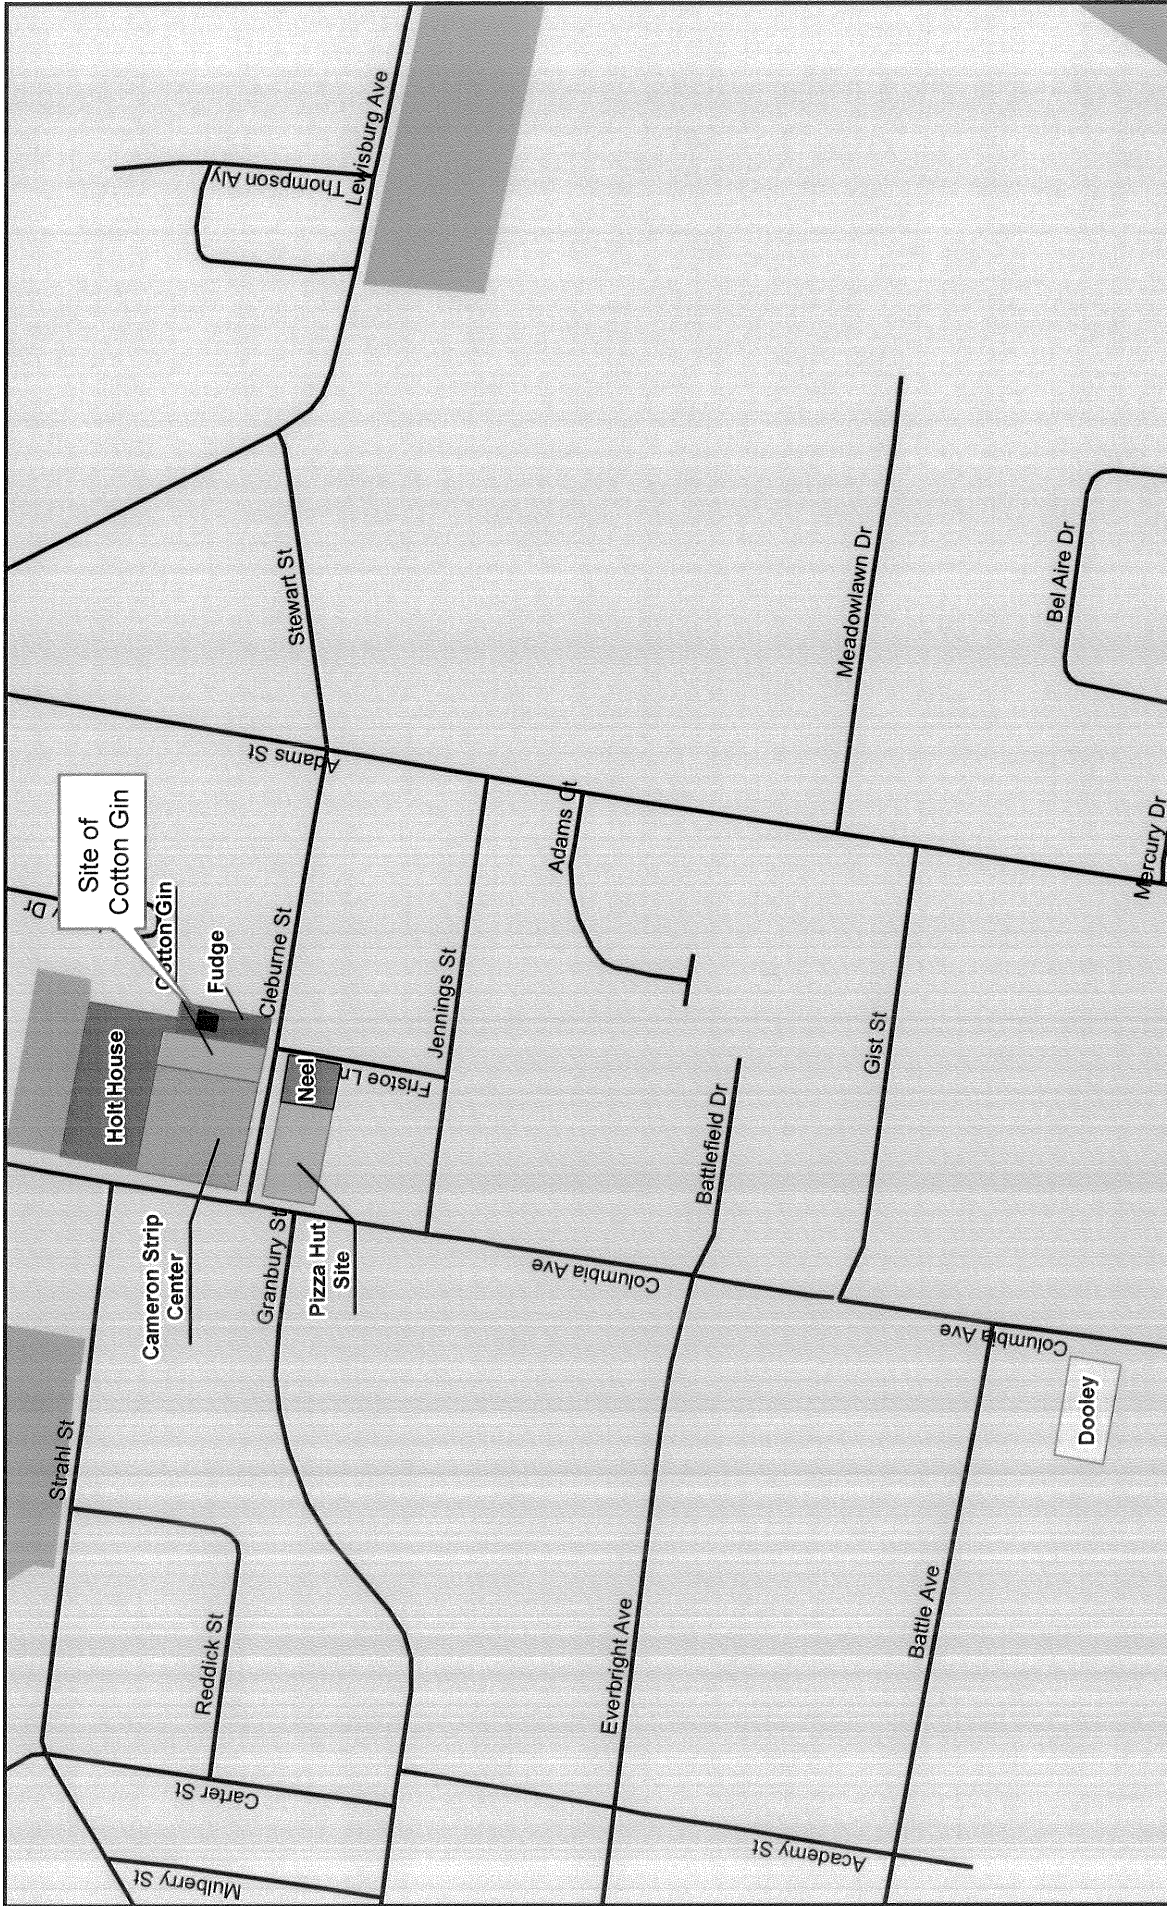 Lewisburg Ave
Thompson Aly
Stewart St
Adams St
Site of
Cotton Gin
Cotton Gin
Fudge
Cleburne St
Holt House
Neel
Fristoe Ln
Jennings St
Adams Ct
Meadowlawn Dr
Bel Aire Dr
Mercury Dr
Gist St
Battlefield Dr
Columbia Ave
Columbia Ave
Dooley
Cameron Strip
Center
Granbury St
Pizza Hut
Site
Strahl St
Reddick St
Carter St
Mulberry St
Everbright Ave
Battle Ave
Academy St
Dr